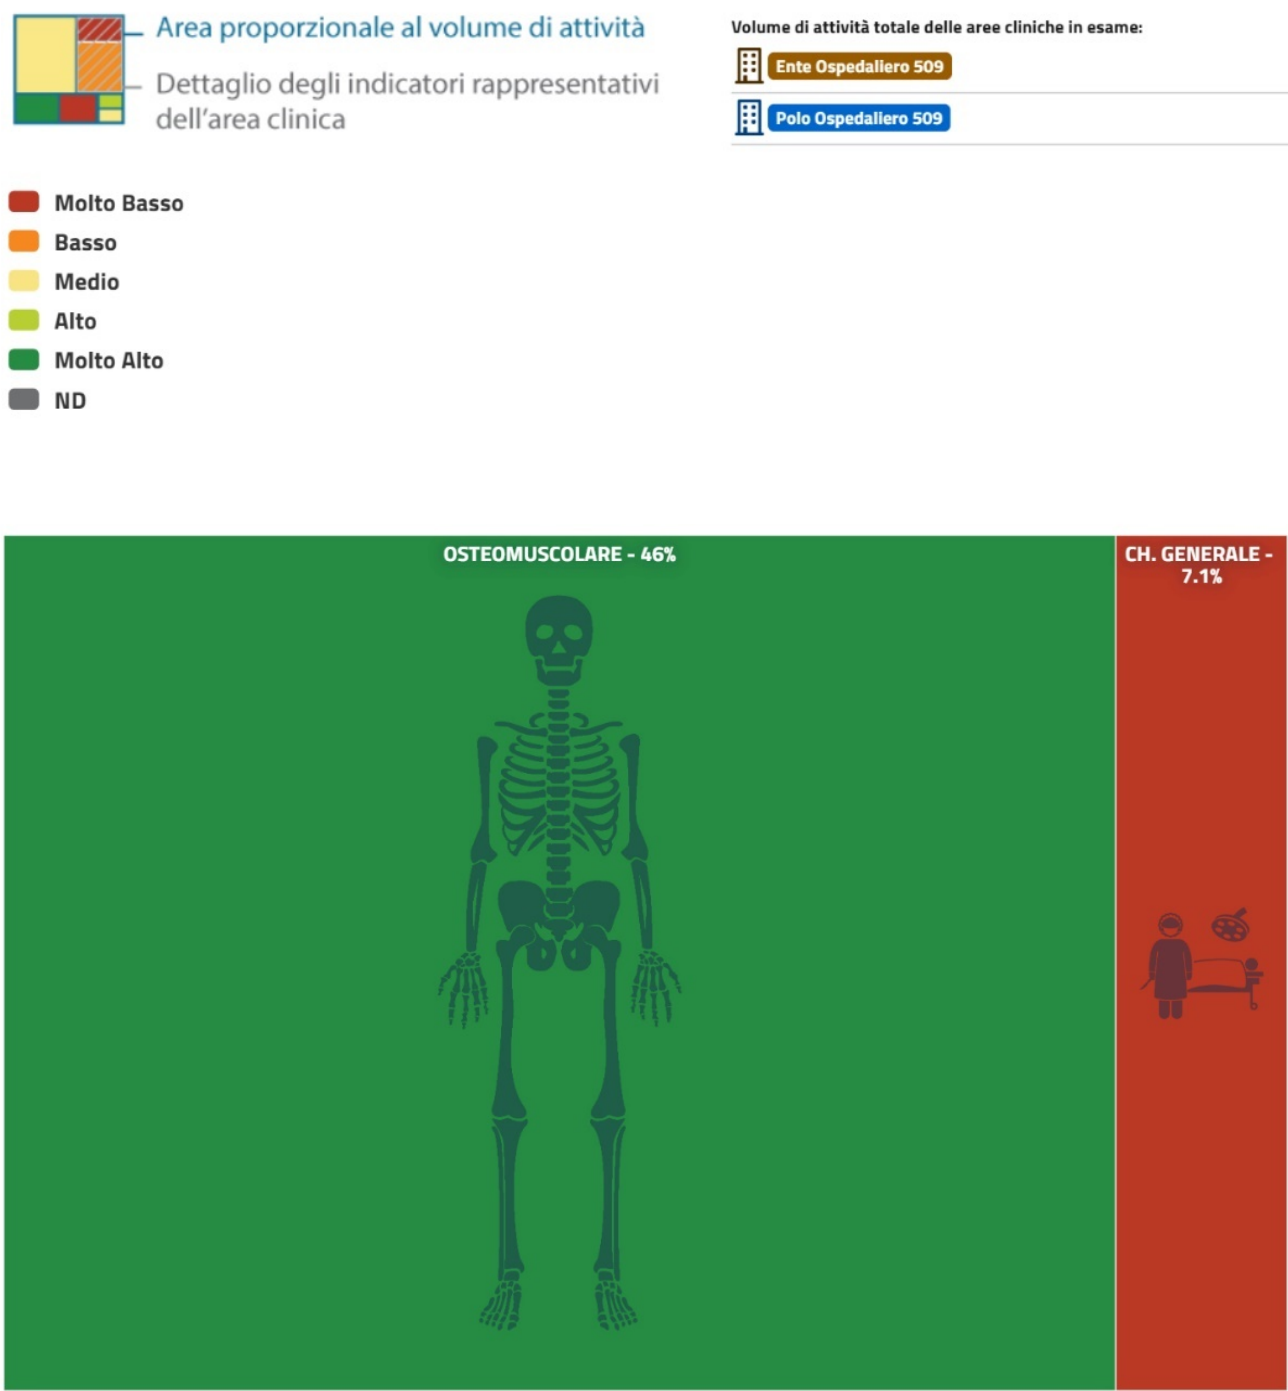 Area proporzionale al volume di attività
Dettaglio degli indicatori rappresentativi
dell'area clinica
Volume di attività totale delle aree cliniche in esame:
Ente Ospedaliero 509
Polo Ospedaliero 509
Molto Basso
Basso
Medio
Alto
Molto Alto
ND
OSTEOMUSCOLARE - 46%
CH. GENERALE -
7.1%